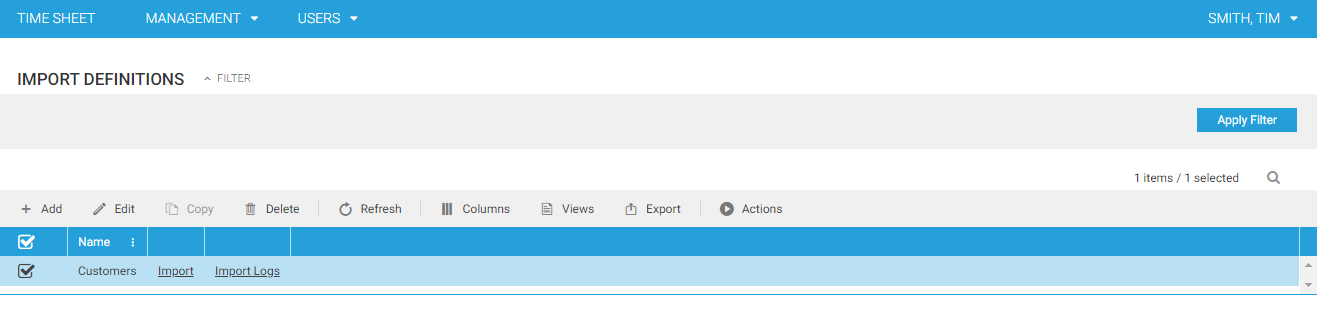 TIME SHEET MANAGEMENT USERS SMITH, TIM
IMPORT DEFINITIONS FILTER
Apply Filter
1 items / 1 selected
Add Edit Copy Delete Refresh Columns Views Export Actions
Name
Customers Import Import Logs